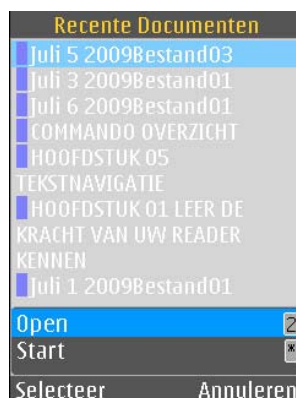 Recente Documenten
Juli 5 2009Bestand03
Juli 3 2009Bestand01
Juli 6 2009Bestand01
COMMANDO OVERZICHT
HOOFDSTUK 05
TEKSTNAVIGATIE
HOOFDSTUK 01 LEER DE
KRACHT VAN UW READER
KENNEN
Juli 1 2009Bestand01
Open 2
Start *
Selecteer Annuleren